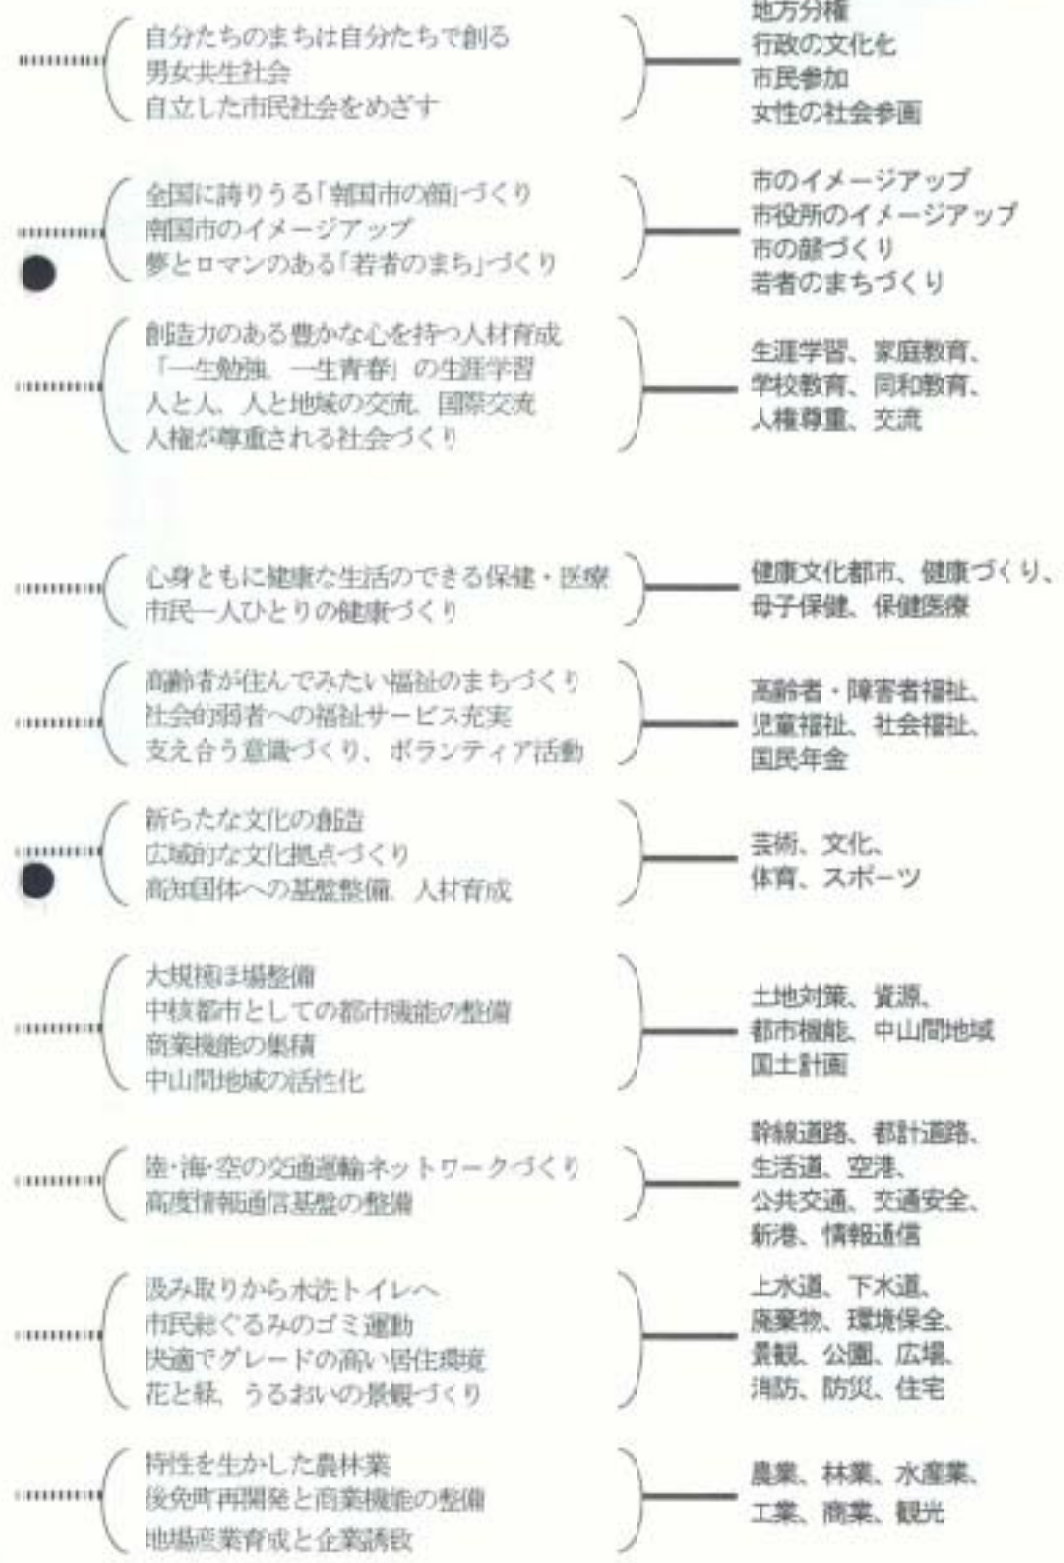 自分たちのまちは自分たちで創る
男女共生社会
自立した市民社会をめざす
地方分権
行政の文化化
市民参加
女性の社会参画
全国に誇りうる「南国市の顔」づくり
南国市のイメージアップ
夢とロマンのある「若者のまち」づくり
市のイメージアップ
市役所のイメージアップ
市の顔づくり
若者のまちづくり
創造力のある豊かな心を持つ人材育成
「一生勉強、一生青春」の生涯学習
人と人、人と地域の交流、国際交流
人権が尊重される社会づくり
生涯学習、家庭教育、
学校教育、同和教育、
人権尊重、交流
心身ともに健康な生活のできる保健・医療
市民一人ひとりの健康づくり
健康文化都市、健康づくり、
母子保健、保健医療
高齢者が住んでみたい福祉のまちづくり
社会的弱者への福祉サービス充実
支え合う意識づくり、ボランティア活動
高齢者・障害者福祉、
児童福祉、社会福祉、
国民年金
新らたな文化の創造
広域的な文化拠点づくり
高知国体への基盤整備、人材育成
芸術、文化、
体育、スポーツ
大規模ほ場整備
中核都市としての都市機能の整備
商業機能の集積
中山間地域の活性化
土地対策、資源、
都市機能、中山間地域
国土計画
陸・海・空の交通運輸ネットワークづくり
高度情報通信基盤の整備
幹線道路、都計道路、
生活道、空港、
公共交通、交通安全、
新港、情報通信
汲み取りから水洗トイレへ
市民総ぐるみのゴミ運動
快適でグレードの高い居住環境
花と緑、うるおいの景観づくり
上水道、下水道、
廃棄物、環境保全、
景観、公園、広場、
消防、防災、住宅
特性を生かした農林業
後免町再開発と商業機能の整備
地場産業育成と企業誘致
農業、林業、水産業、
工業、商業、観光